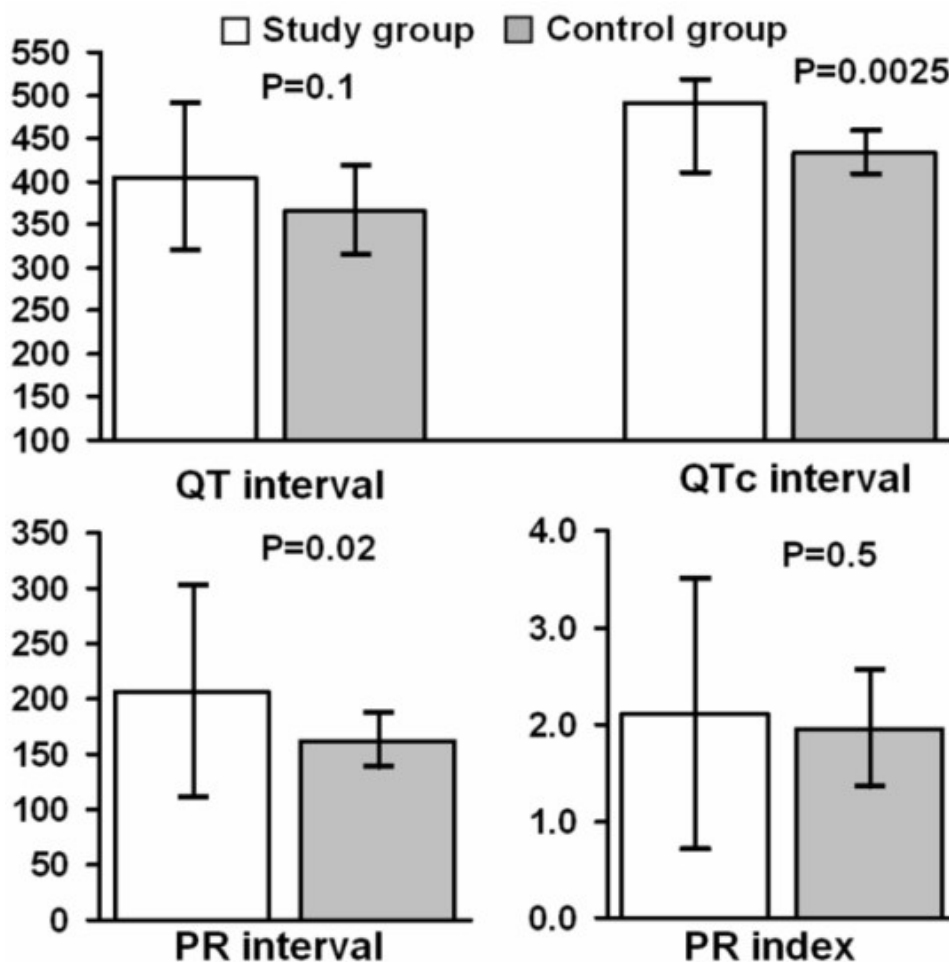 Study group Control group
550
500
450
400
350
300
250
200
150
100
P=0.1
P=0.0025
QT interval
QTc interval
350
300
250
200
150
100
50
0
P=0.02
PR interval
4.0
3.0
2.0
1.0
0.0
P=0.5
PR index